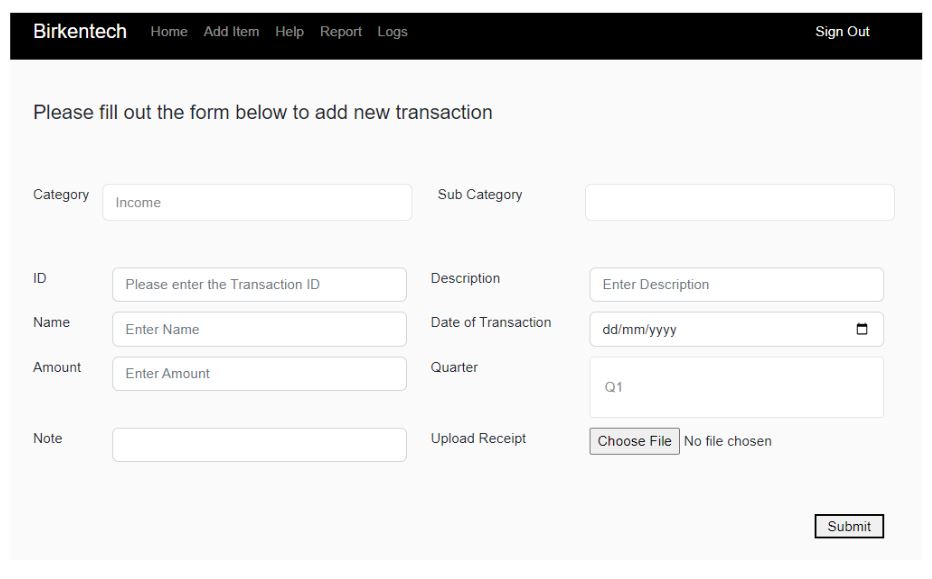 Birkentech Home Add Item Help Report Logs Sign Out
Please fill out the form below to add new transaction
Category Income Sub Category
ID Please enter the Transaction ID Description Enter Description
Name Enter Name Date of Transaction dd/mm/yyyy
Amount Enter Amount Quarter Q1
Note Upload Receipt Choose File No file chosen
Submit